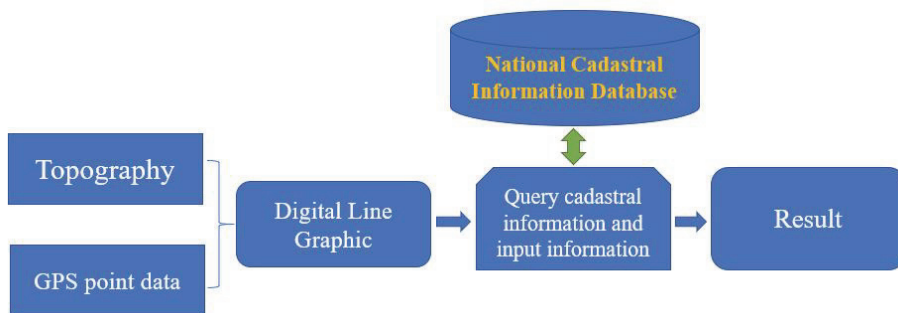 National Cadastral
Information Database
Topography
GPS point data
Digital Line
Graphic
Query cadastral
information and
input information
Result